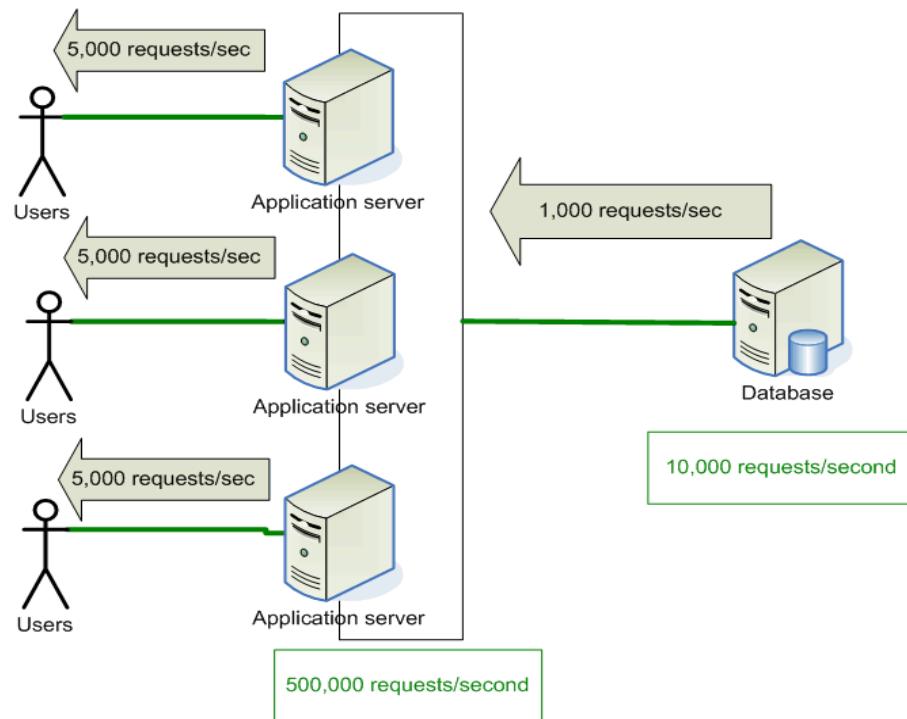 5,000 requests/sec
Users
Application server
5,000 requests/sec
1,000 requests/sec
Users
Application server
Database
5,000 requests/sec
10,000 requests/second
Users
Application server
500,000 requests/second